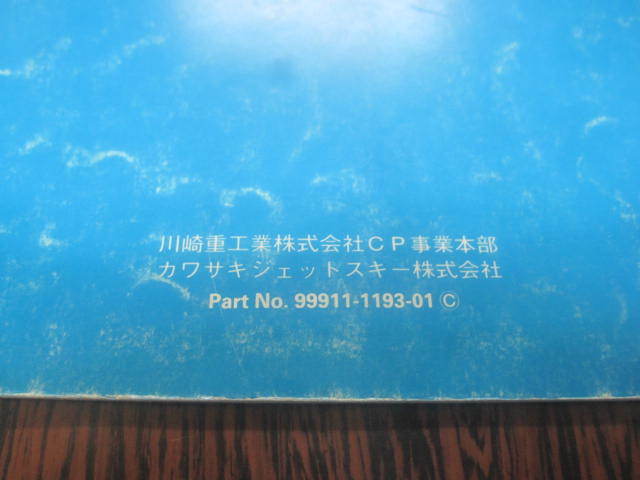 川崎重工業株式会社CP事業本部
カワサキジェットスキー株式会社
Part No. 99911-1193-01 ©